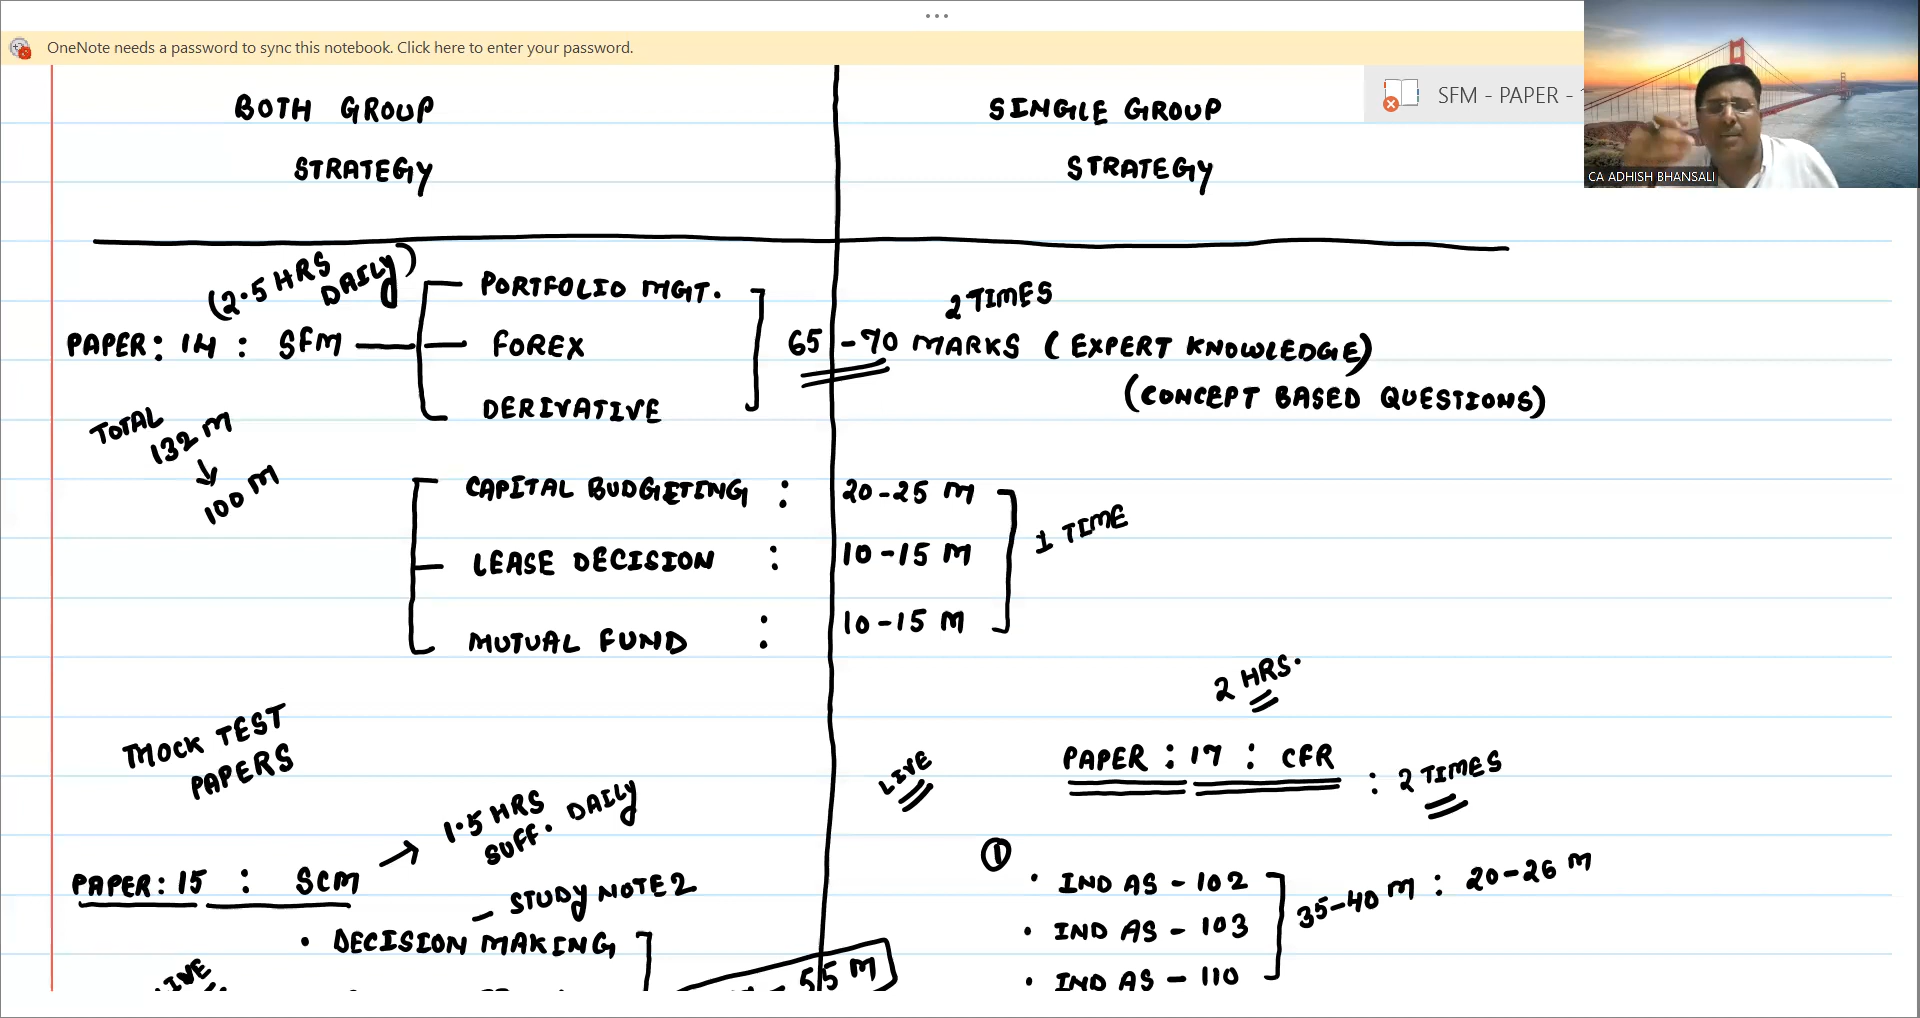 OneNote needs a password to sync this notebook. Click here to enter your password.
SFM - PAPER -
CA ADHISH BHANSALI
BOTH GROUP
STRATEGY
SINGLE GROUP
STRATEGY
(2.5 HRS
DAILY)
PAPER: 14 : SFM
PORTFOLIO MGT.
FOREX
DERIVATIVE
2 TIMES
65 - 70 MARKS (EXPERT KNOWLEDGE)
(CONCEPT BASED QUESTIONS)
TOTAL
132 M
↓
100 M
CAPITAL BUDGETING : 20-25 M
LEASE DECISION : 10-15 M
MUTUAL FUND : 10-15 M
1 TIME
MOCK TEST
PAPERS
2 HRS.
LIVE
PAPER : 17 : CFR : 2 TIMES
PAPER: 15 : SCM → 1.5 HRS
SUFF. DAILY
- STUDY NOTE 2
• DECISION MAKING
LIVE
55 M
①
• IND AS - 102
• IND AS - 103
• IND AS - 110
35-40 M : 20-26 M